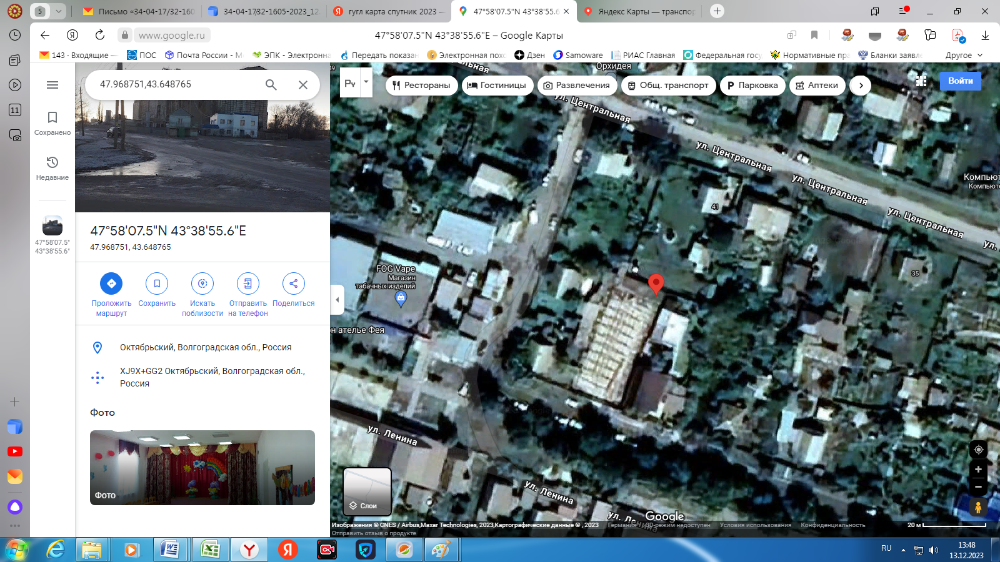 5
Письмо «34-04-17/32-160
34-04-17/32-1605-2023_12
гугл карта спутник 2023 —
47°58'07.5"N 43°38'55.6
Яндекс Карты — транспор
www.google.ru
47°58'07.5"N 43°38'55.6"E – Google Карты
143 · Входящие —
ПОС
Почта России - М
ЭПК - Электронна
Передать показан
Электронная похо
Дзен
Samoware
РИАС Главная
Федеральная госу
Нормативные пра
Бланки заявле
Другое
11
47.968751,43.648765
Рестораны
Гостиницы
Развлечения
Общ. транспорт
Парковка
Аптеки
Войти
Сохранено
Недавние
47°58'07.5"
43°38'55.6"
47°58'07.5"N 43°38'55.6"E
47.968751, 43.648765
Проложить
маршрут
Сохранить
Искать
поблизости
Отправить
на телефон
Поделиться
Октябрьский, Волгоградская обл., Россия
XJ9X+GG2 Октябрьский, Волгоградская обл.,
Россия
Фото
Фото
49
Орхидея
ул. Центральная
ул. Центральная
ул. Центральная
ул. Центральная
Компьют
Компьюте
41
35
FOG Vape
Магазин
табачных изделий
он ателье Фея
ул. Ленина
ул. Ленина
Слои
Google
Изображения © CNES / Airbus,Maxar Technologies, 2023,Картографические данные © , 2023
Германия
3D-режим недоступен
Условия использования
Конфиденциальность
20 м
Отправить отзыв о продукте
RU
13:48
13.12.2023